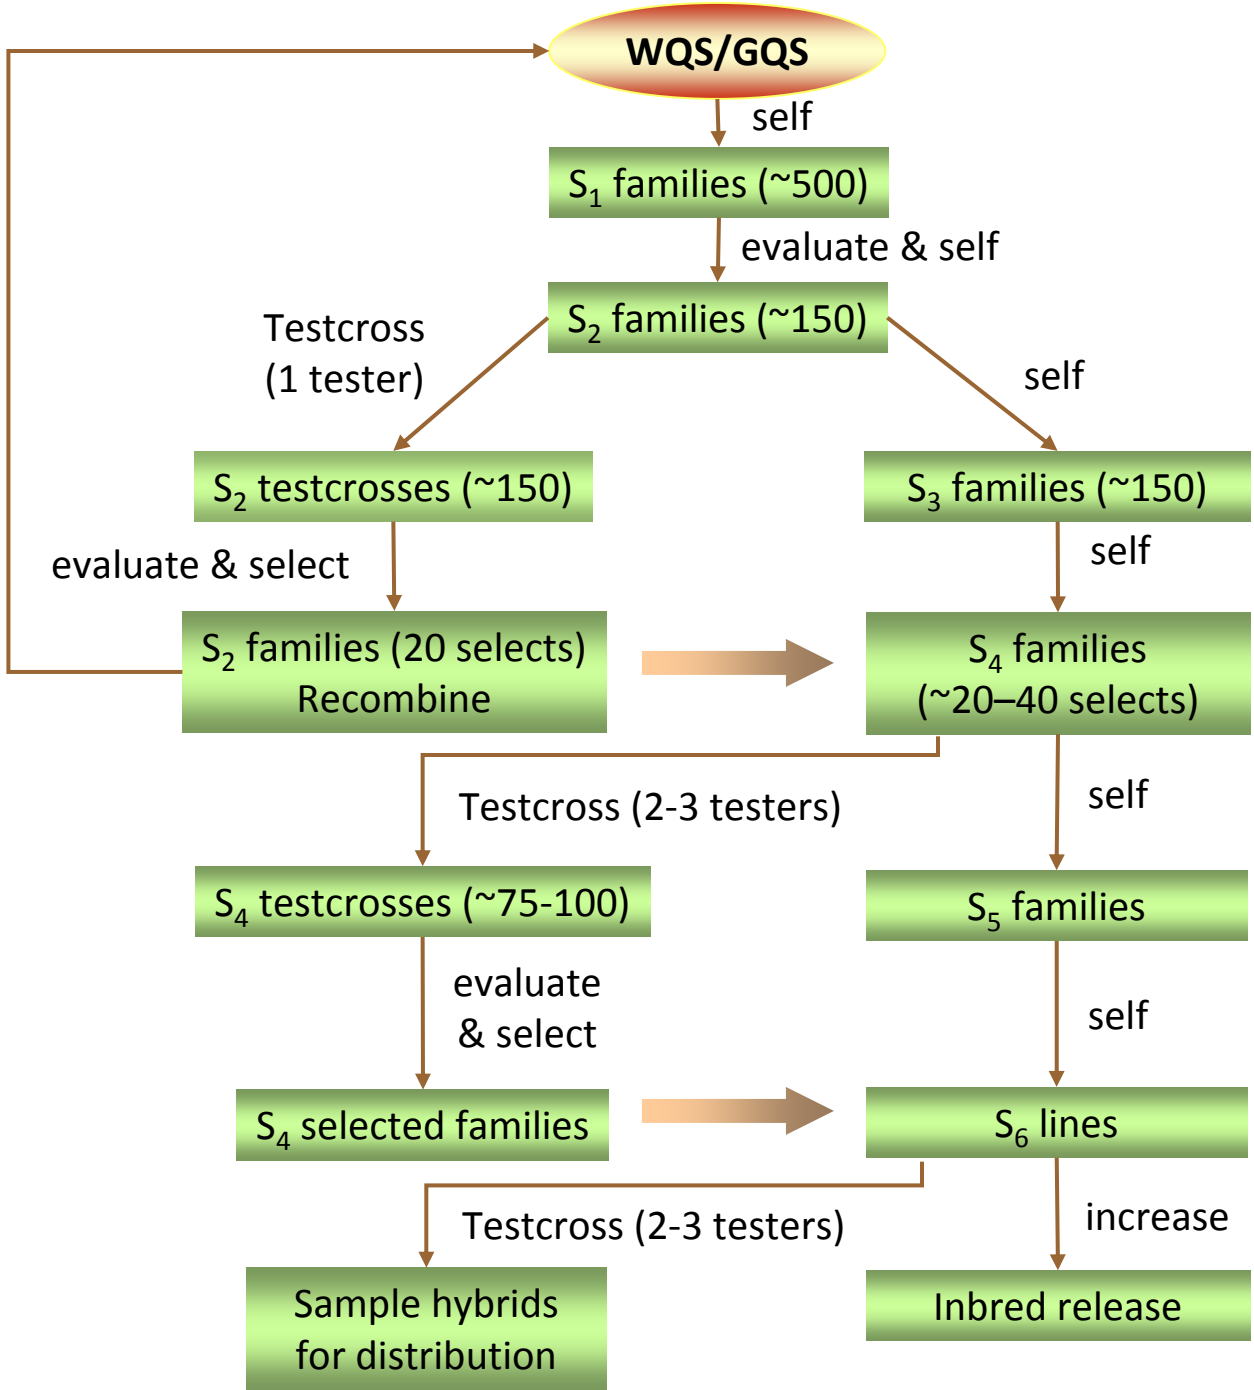 WQS/GQS
self
S₁ families (~500)
evaluate & self
S₂ families (~150)
Testcross
(1 tester)
self
S₂ testcrosses (~150)
S₃ families (~150)
evaluate & select
self
S₂ families (20 selects)
Recombine
S₄ families
(~20–40 selects)
Testcross (2-3 testers)
self
S₄ testcrosses (~75-100)
S₅ families
evaluate
& select
self
S₄ selected families
S₆ lines
Testcross (2-3 testers)
increase
Sample hybrids
for distribution
Inbred release